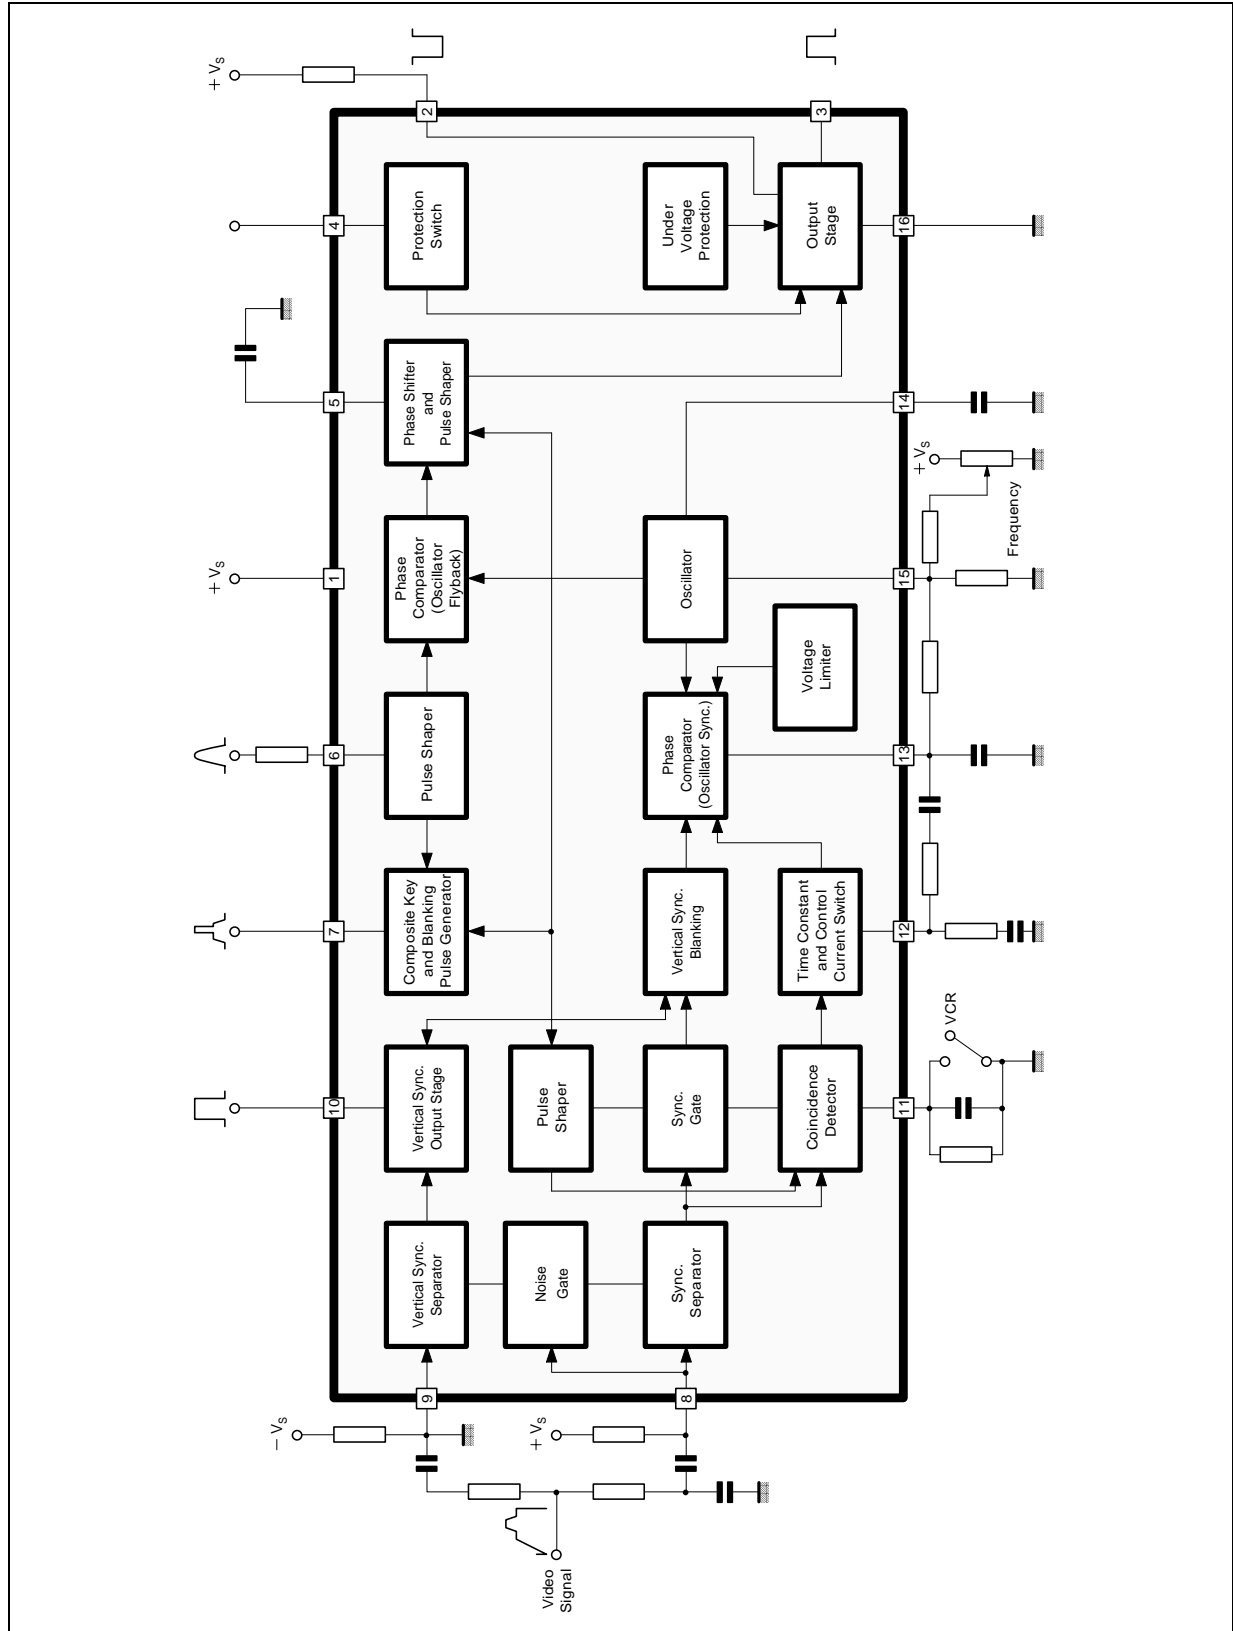 + VS
2
3
4
Protection
Switch
Under
Voltage
Protection
Output
Stage
16
5
Phase Shifter
and
Pulse Shaper
14
+ VS
Frequency
+ VS
1
Phase
Comparator
(Oscillator
Flyback)
Oscillator
15
Voltage
Limiter
6
Pulse Shaper
Phase
Comparator
(Oscillator Sync.)
13
7
Composite Key
and Blanking
Pulse Generator
Vertical Sync.
Blanking
Time Constant
and Control
Current Switch
12
VCR
10
Vertical Sync.
Output Stage
Pulse
Shaper
Sync.
Gate
Coincidence
Detector
11
Vertical Sync.
Separator
Noise
Gate
Sync.
Separator
9
8
– VS
+ VS
Video
Signal